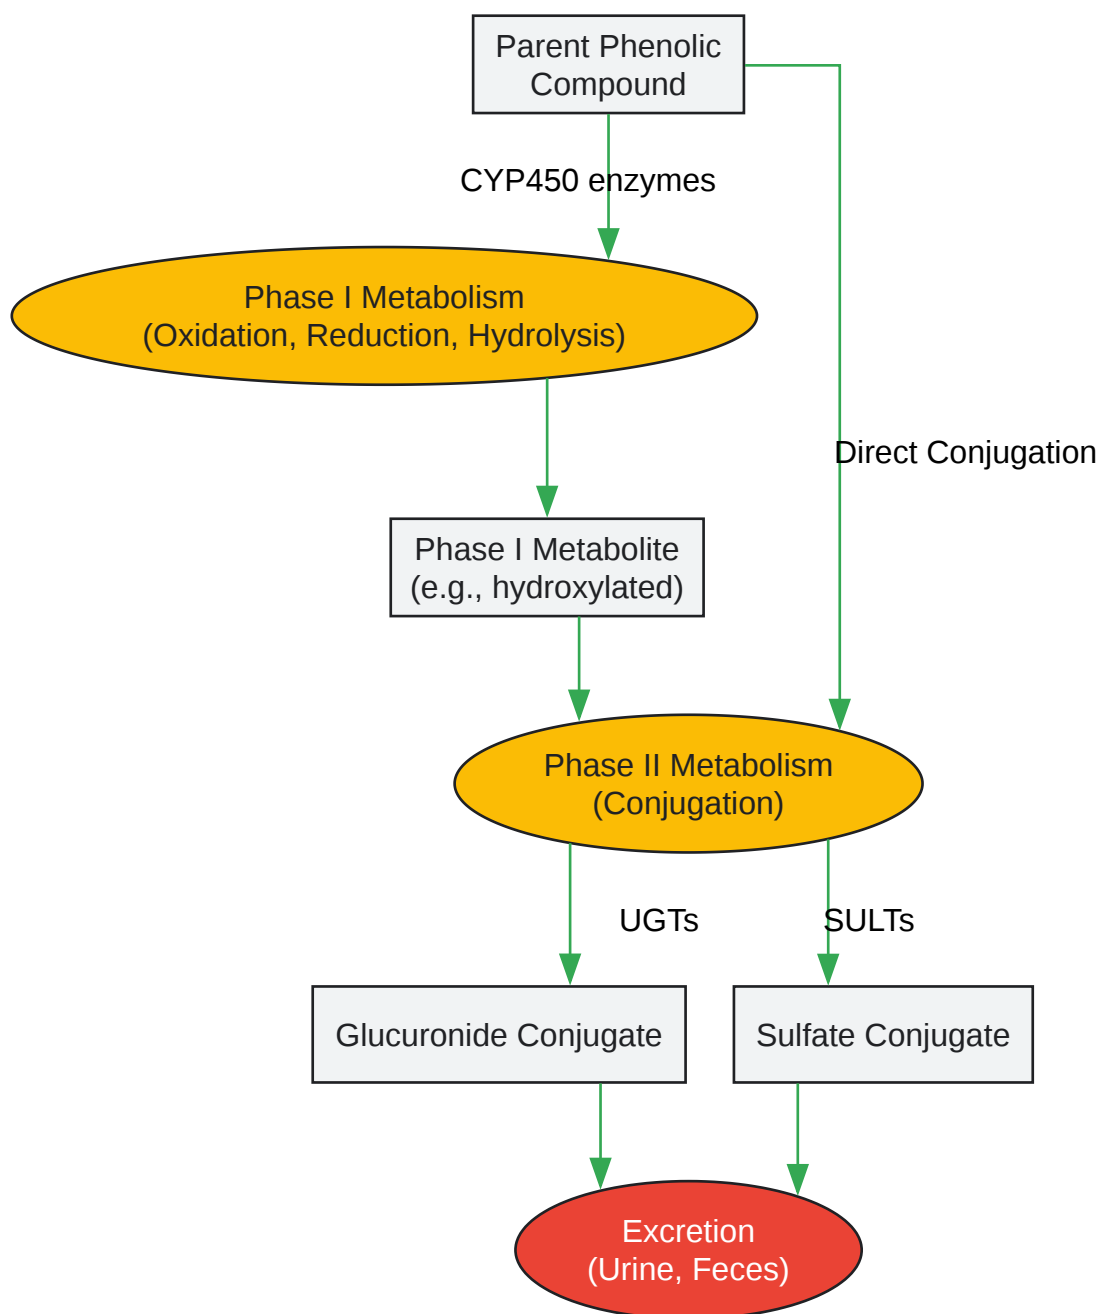 Parent Phenolic
Compound
CYP450 enzymes
Phase I Metabolism
(Oxidation, Reduction, Hydrolysis)
Direct Conjugation
Phase I Metabolite
(e.g., hydroxylated)
Phase II Metabolism
(Conjugation)
UGTs
SULTs
Glucuronide Conjugate
Sulfate Conjugate
Excretion
(Urine, Feces)